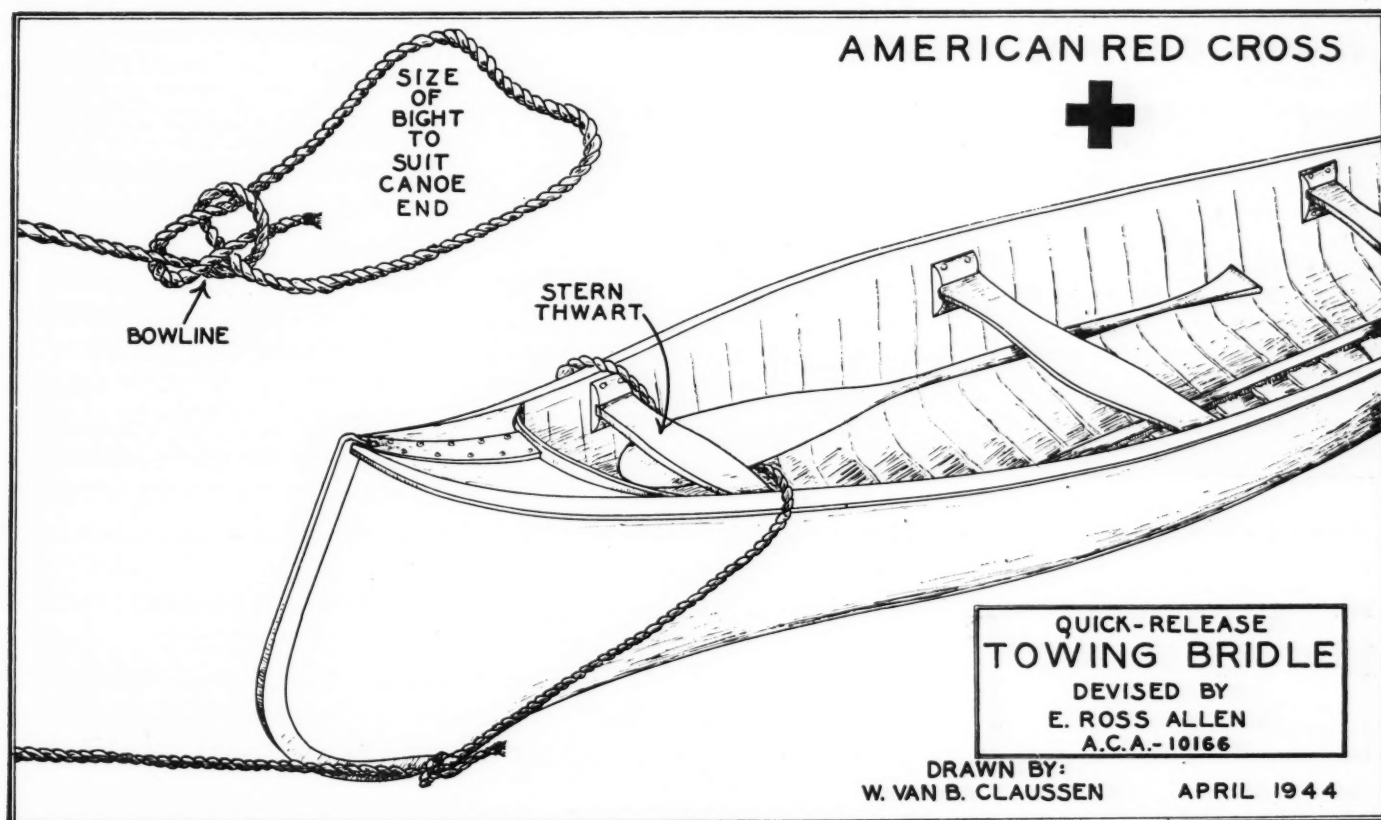 AMERICAN RED CROSS
SIZE
OF
BIGHT
TO
SUIT
CANOE
END
BOWLINE
STERN
THWART
QUICK-RELEASE
TOWING BRIDLE
DEVISED BY
E. ROSS ALLEN
A.C.A.-10166
DRAWN BY:
W. VAN B. CLAUSSEN APRIL 1944